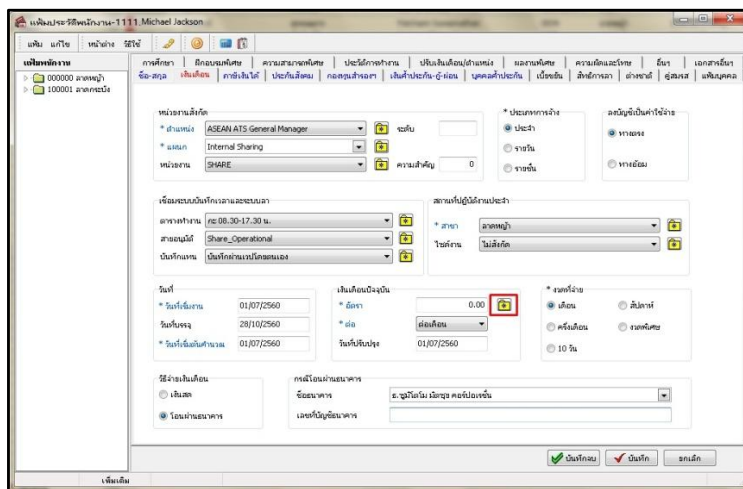 แฟ้มประวัติพนักงาน-1111,Michael Jackson
แฟ้ม แก้ไข หน้าต่าง วิธีใช้
แฟ้มพนักงาน
000000 ลาดหญ้า
100001 ลาดกระบัง
การศึกษา ฝึกอบรมพิเศษ ความสามารถพิเศษ ประวัติการทำงาน ปรับเงินเดือน/ตำแหน่ง ผลงานพิเศษ ความผิดและโทษ อื่นๆ เอกสารอื่นๆ
ชื่อ-สกุล เงินเดือน ภาษีเงินได้ ประกันสังคม กองทุนสำรองฯ เงินค้ำประกัน-กู้-ผ่อน บุคคลค้ำประกัน เบี้ยขยัน สิทธิการลา ต่างชาติ คู่สมรส แฟ้มบุคคล
หน่วยงานสังกัด
* ตำแหน่ง ASEAN ATS General Manager ระดับ
* แผนก Internal Sharing
หน่วยงาน SHARE ความสำคัญ 0
* ประเภทการจ้าง
ประจำ
รายวัน
รายชิ้น
ลงบัญชีเป็นค่าใช้จ่าย
ทางตรง
ทางอ้อม
เชื่อมระบบบันทึกเวลาและระบบลา
ตารางทำงาน กะ 08.30-17.30 น.
สายอนุมัติ Share_Operational
บันทึกแทน บันทึกผ่านเวปโดยตนเอง
สถานที่ปฏิบัติงานประจำ
* สาขา ลาดหญ้า
ไซต์งาน ไม่สังกัด
วันที่
* วันที่เริ่มงาน 01/07/2560
วันที่บรรจุ 28/10/2560
* วันที่เริ่มต้นคำนวณ 01/07/2560
เงินเดือนปัจจุบัน
* อัตรา 0.00
* ต่อ ต่อเดือน
วันที่ปรับปรุง 01/07/2560
* งวดที่จ่าย
เดือน สัปดาห์
ครึ่งเดือน งวดพิเศษ
10 วัน
วิธีจ่ายเงินเดือน
เงินสด
โอนผ่านธนาคาร
กรณีโอนผ่านธนาคาร
ชื่อธนาคาร ธ.ซูมิโตโม มิตซุย คอร์ปอเรชั่น
เลขที่บัญชีธนาคาร
บันทึกจบ บันทึก ยกเลิก
เพิ่มเติม